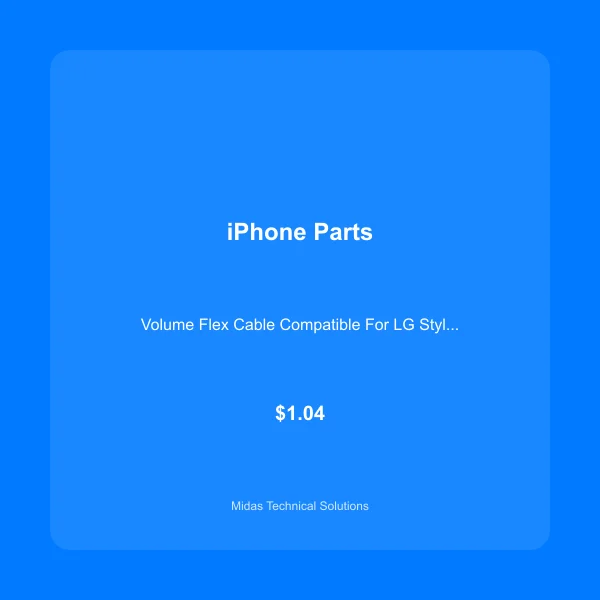 iPhone Parts
Volume Flex Cable Compatible For LG Styl...
$1.04
Midas Technical Solutions